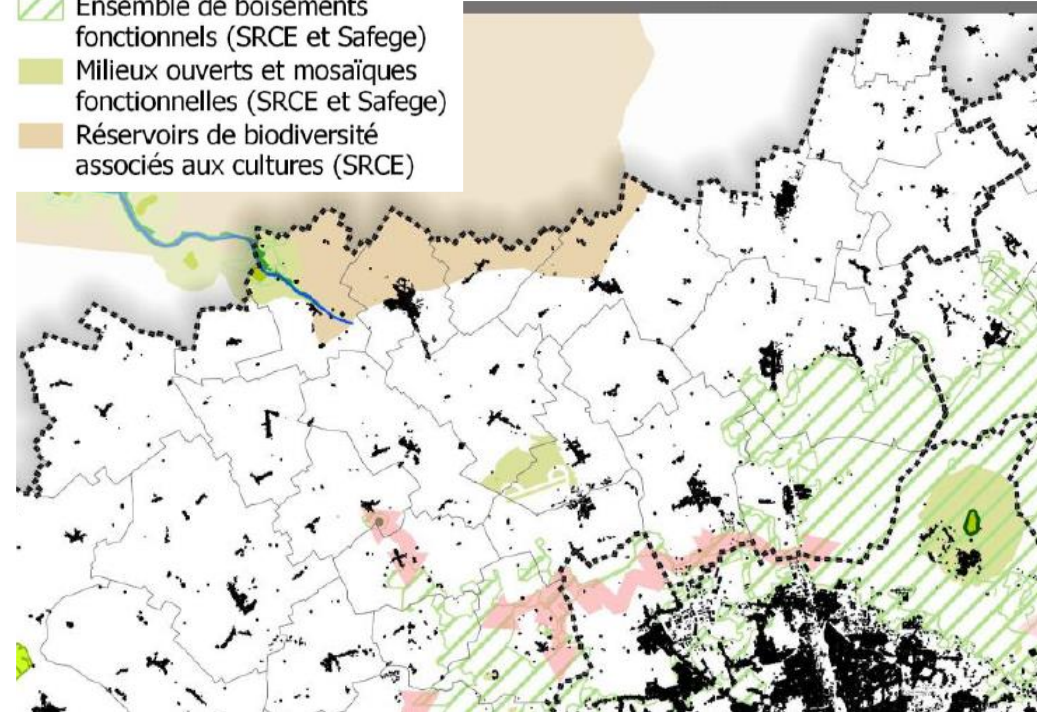 Ensemble de boisements
fonctionnels (SRCE et Safege)
Milieux ouverts et mosaïques
fonctionnelles (SRCE et Safege)
Réservoirs de biodiversité
associés aux cultures (SRCE)